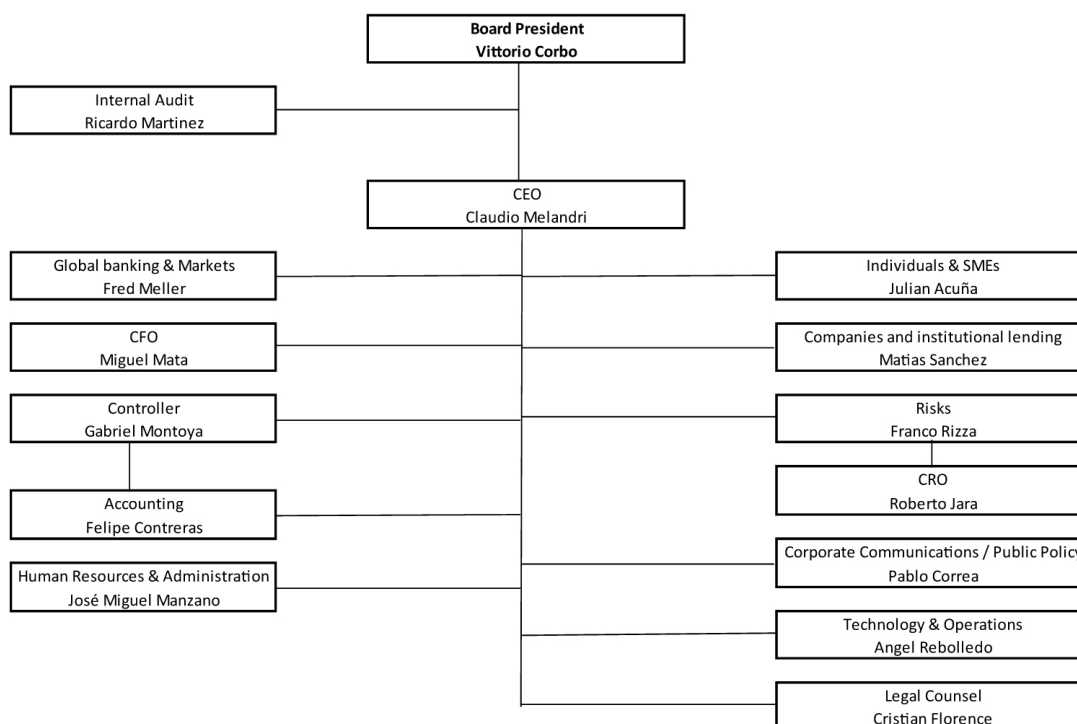 Board President
Vittorio Corbo
Internal Audit
Ricardo Martinez
CEO
Claudio Melandri
Global banking & Markets
Fred Meller
Individuals & SMEs
Julian Acuña
CFO
Miguel Mata
Companies and institutional lending
Matias Sanchez
Controller
Gabriel Montoya
Risks
Franco Rizza
Accounting
Felipe Contreras
CRO
Roberto Jara
Human Resources & Administration
José Miguel Manzano
Corporate Communications / Public Policy
Pablo Correa
Technology & Operations
Angel Rebolledo
Legal Counsel
Cristian Florence